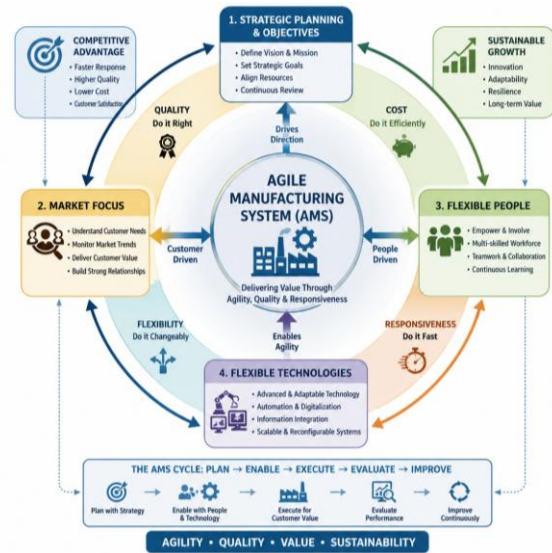 1. STRATEGIC PLANNING
& OBJECTIVES
• Define Vision & Mission
• Set Strategic Goals
• Align Resources
• Continuous Review
COMPETITIVE
ADVANTAGE
• Faster Response
• Higher Quality
• Lower Cost
• Customer Satisfaction
SUSTAINABLE
GROWTH
• Innovation
• Adaptability
• Resilience
• Long-term Value
QUALITY
Do it Right
COST
Do it Efficiently
Drives
Direction
AGILE
MANUFACTURING
SYSTEM (AMS)
Delivering Value Through
Agility, Quality & Responsiveness
2. MARKET FOCUS
• Understand Customer Needs
• Monitor Market Trends
• Deliver Customer Value
• Build Strong Relationships
Customer
Driven
People
Driven
3. FLEXIBLE PEOPLE
• Empower & Involve
• Multi-skilled Workforce
• Teamwork & Collaboration
• Continuous Learning
FLEXIBILITY
Do it Changeably
RESPONSIVENESS
Do it Fast
Enables
Agility
4. FLEXIBLE TECHNOLOGIES
• Advanced & Adaptable Technology
• Automation & Digitalization
• Information Integration
• Scalable & Reconfigurable Systems
THE AMS CYCLE: PLAN → ENABLE → EXECUTE → EVALUATE → IMPROVE
Plan with Strategy
Enable with People
& Technology
Execute for
Customer Value
Evaluate
Performance
Improve
Continuously
AGILITY • QUALITY • VALUE • SUSTAINABILITY